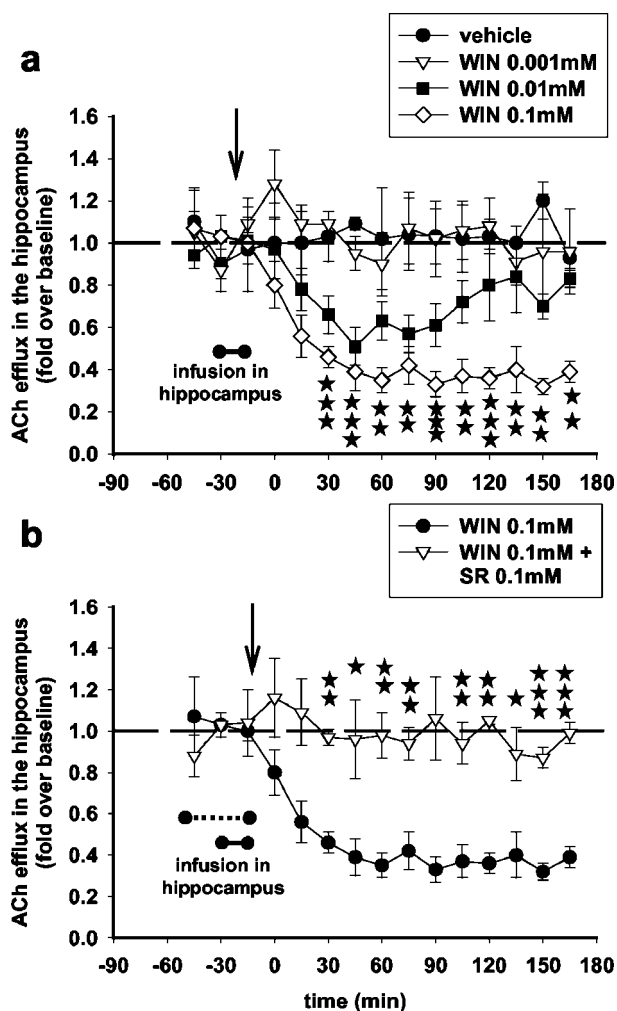 a
vehicle
WIN 0.001mM
WIN 0.01mM
WIN 0.1mM
ACh efflux in the hippocampus
(fold over baseline)
1.6
1.4
1.2
1.0
0.8
0.6
0.4
0.2
0.0
infusion in
hippocampus
-90 -60 -30 0 30 60 90 120 150 180
b
WIN 0.1mM
WIN 0.1mM +
SR 0.1mM
ACh efflux in the hippocampus
(fold over baseline)
1.6
1.4
1.2
1.0
0.8
0.6
0.4
0.2
0.0
infusion in
hippocampus
-90 -60 -30 0 30 60 90 120 150 180
time (min)